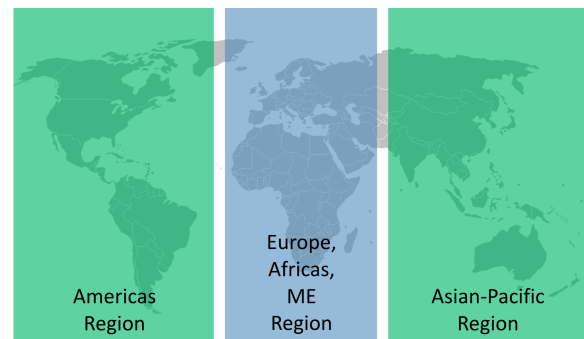 Americas
Region
Europe,
Africas,
ME
Region
Asian-Pacific
Region